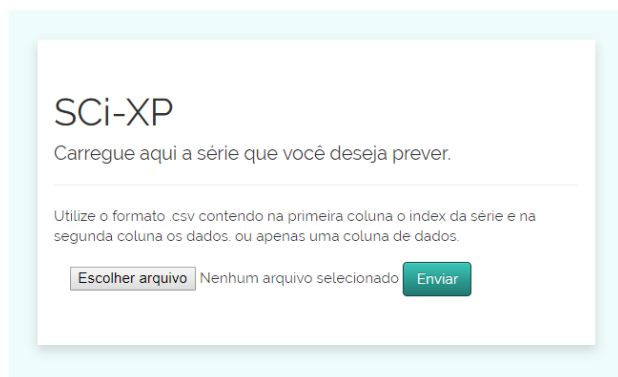 SCi-XP
Carregue aqui a série que você deseja prever.
Utilize o formato .csv contendo na primeira coluna o index da série e na
segunda coluna os dados. ou apenas uma coluna de dados.
Escolher arquivo Nenhum arquivo selecionado Enviar